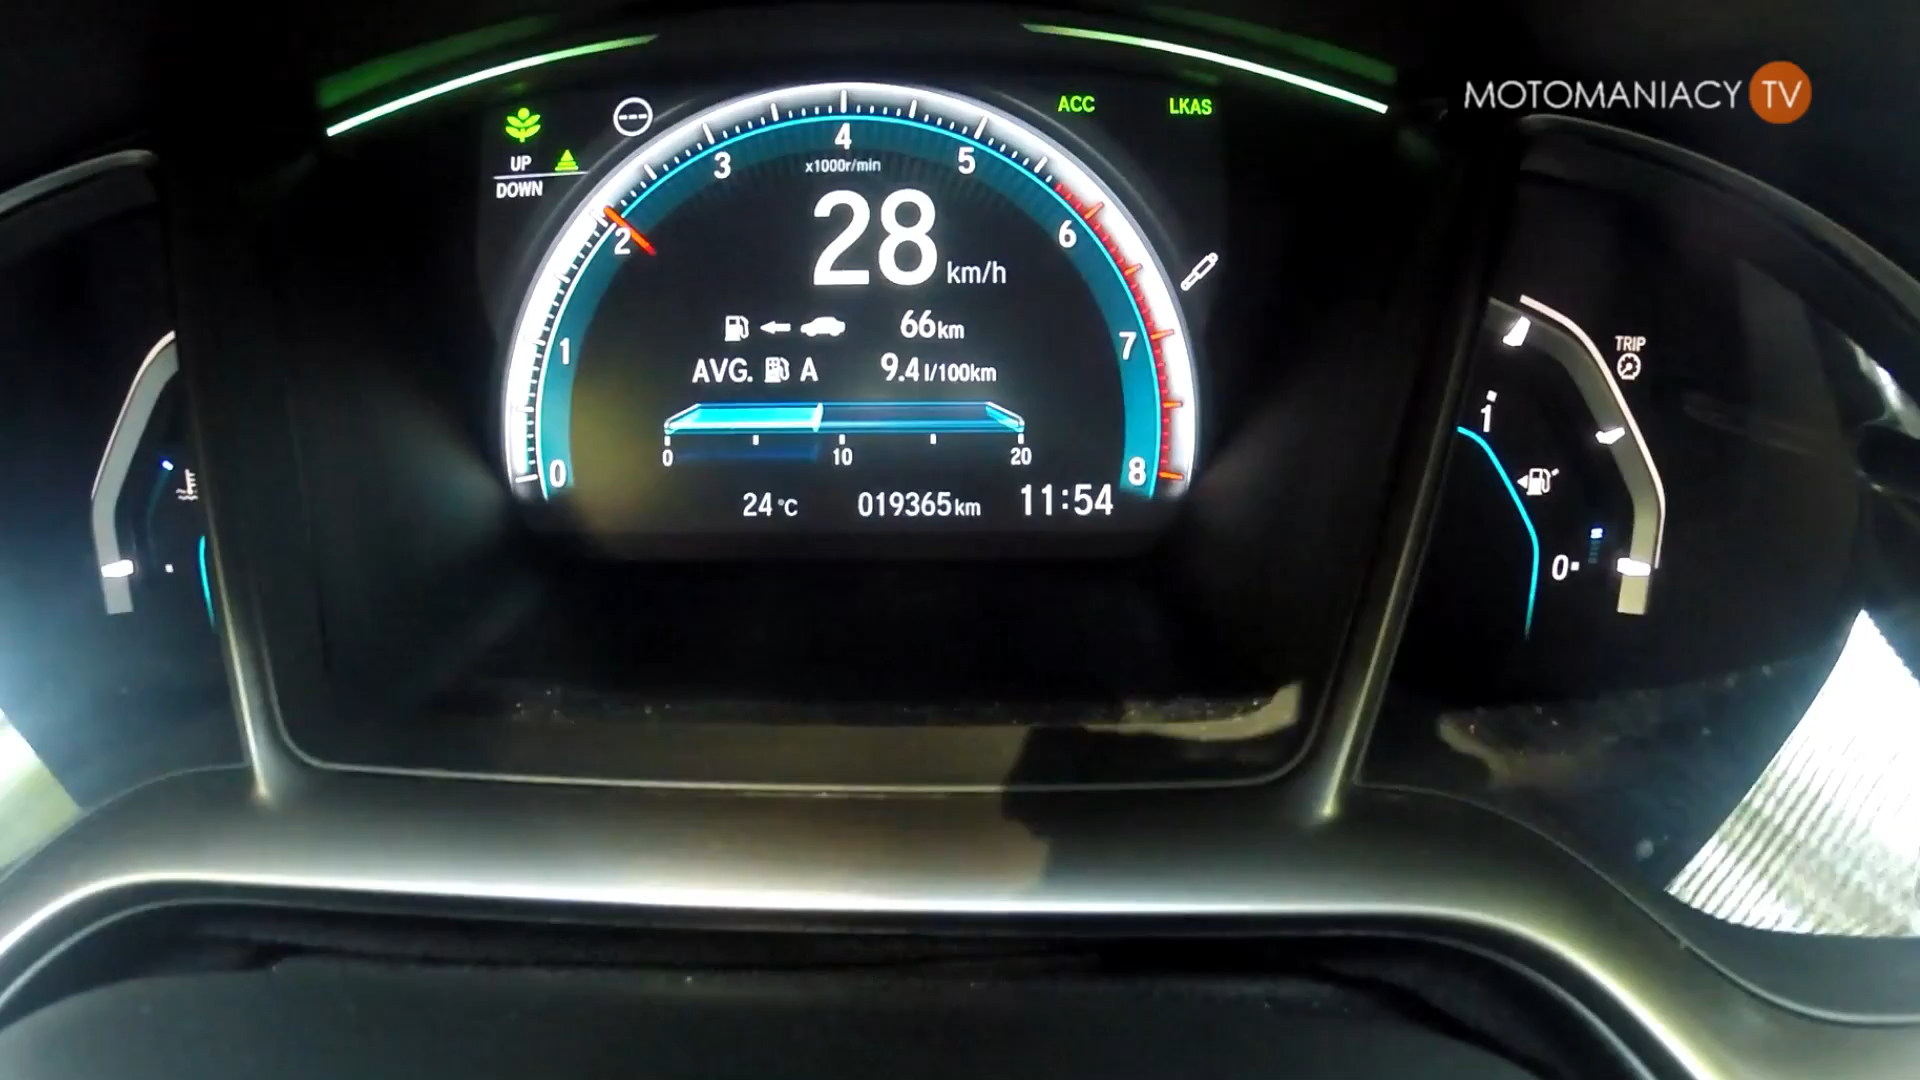 MOTOMANIACY TV
ACC
LKAS
UP
DOWN
0
1
2
3
4
5
6
7
8
x1000r/min
28 km/h
66km
AVG. A 9.4 l/100km
0 10 20
24°C 019365km 11:54
TRIP
1
0